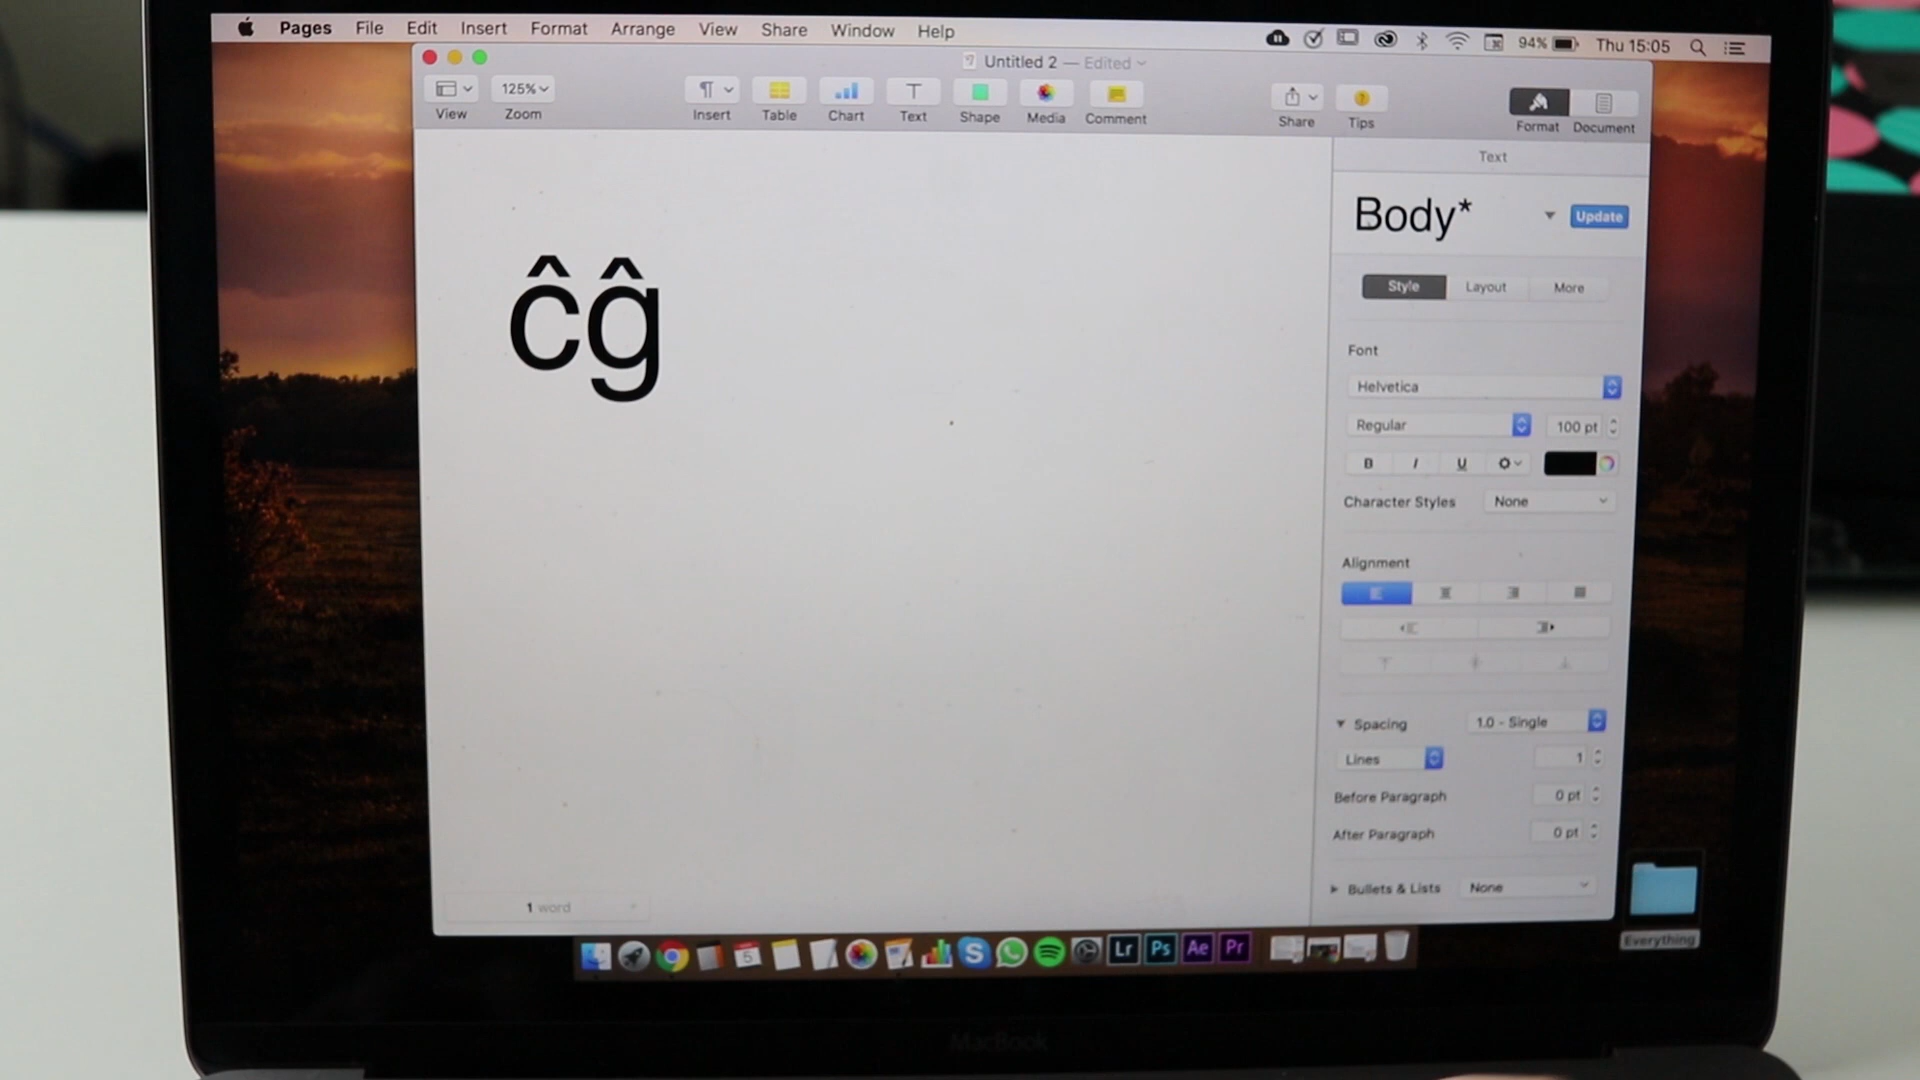 Pages File Edit Insert Format Arrange View Share Window Help 94% Thu 15:05
Untitled 2 — Edited
125%
View Zoom Insert Table Chart Text Shape Media Comment Share Tips Format Document
Text
Body* Update
ĉĝ
Style Layout More
Font
Helvetica
Regular 100 pt
B I U
Character Styles None
Alignment
Spacing 1.0 - Single
Lines 1
Before Paragraph 0 pt
After Paragraph 0 pt
Bullets & Lists None
1 word
Everything
5 S Lr Ps Ae Pr
MacBook